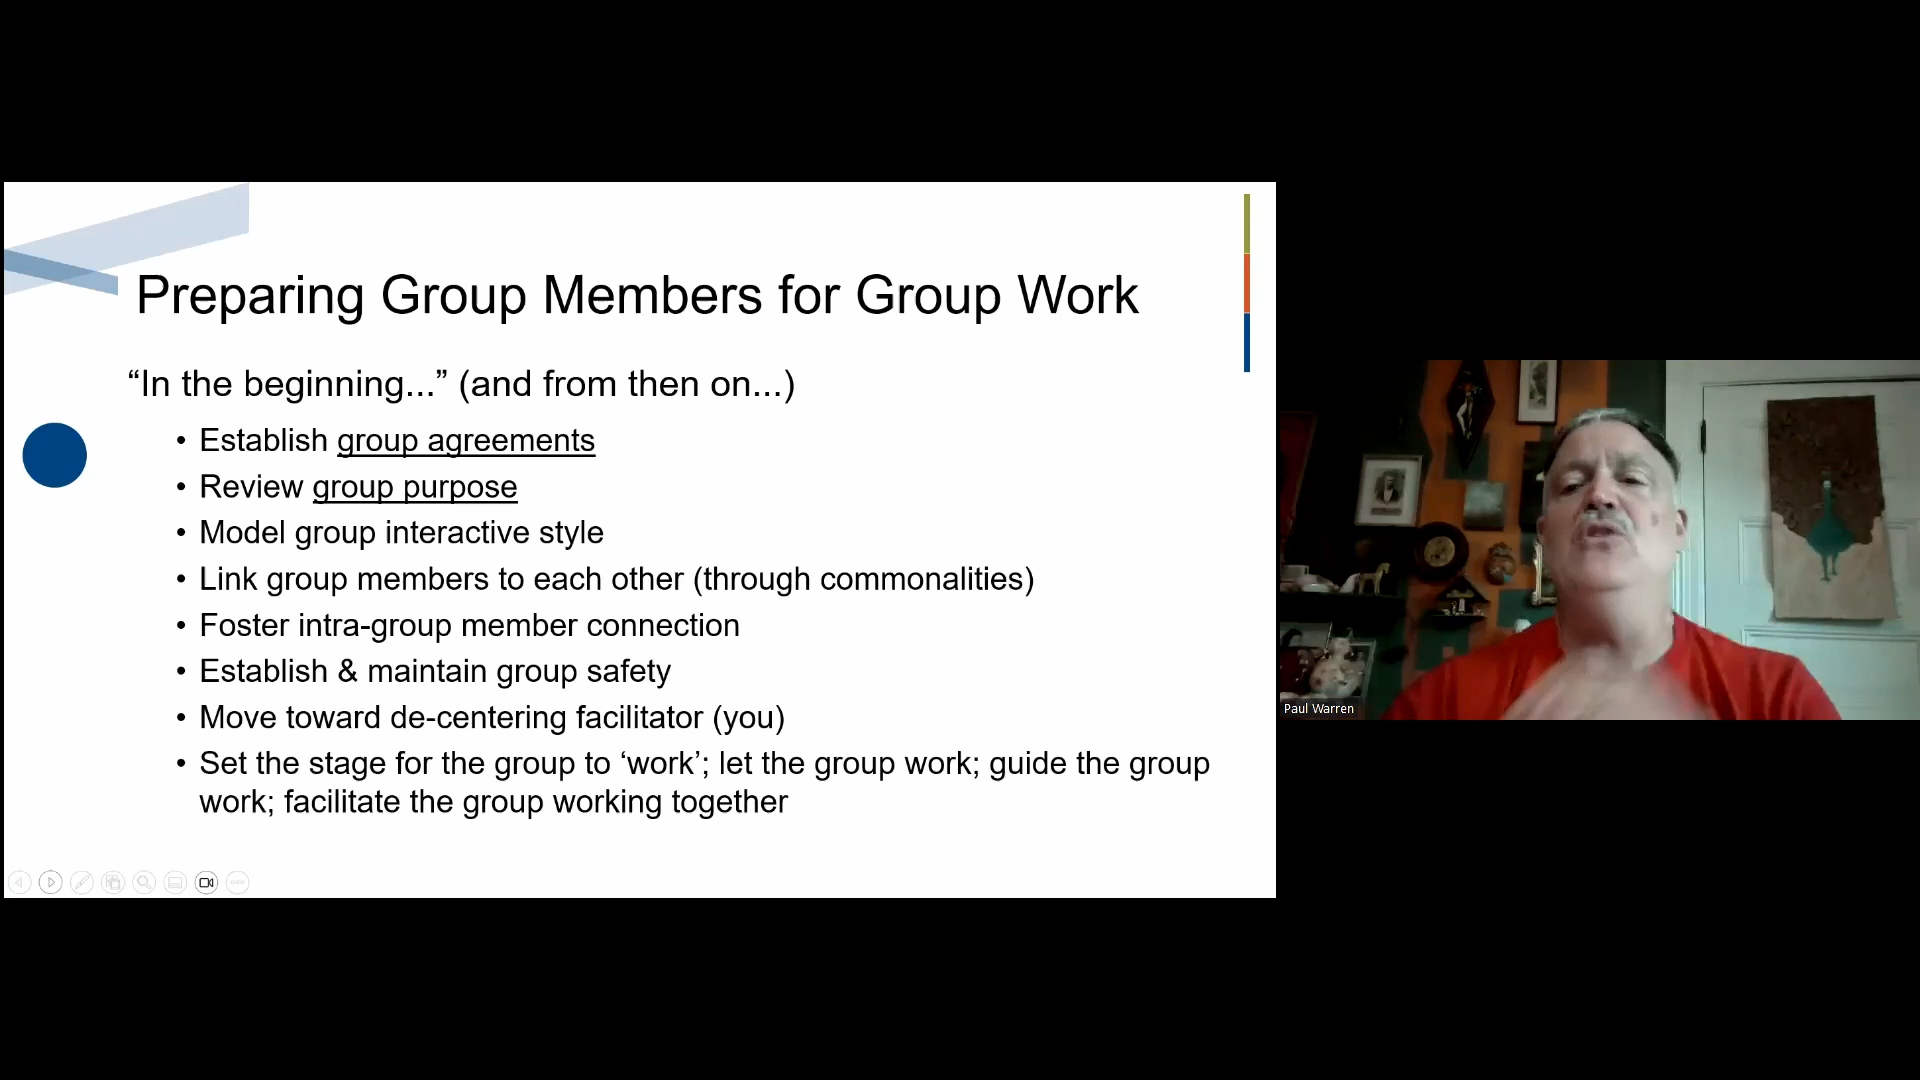 Preparing Group Members for Group Work
“In the beginning...” (and from then on...)
• Establish group agreements
• Review group purpose
• Model group interactive style
• Link group members to each other (through commonalities)
• Foster intra-group member connection
• Establish & maintain group safety
• Move toward de-centering facilitator (you)
• Set the stage for the group to ‘work’; let the group work; guide the group
work; facilitate the group working together
Paul Warren